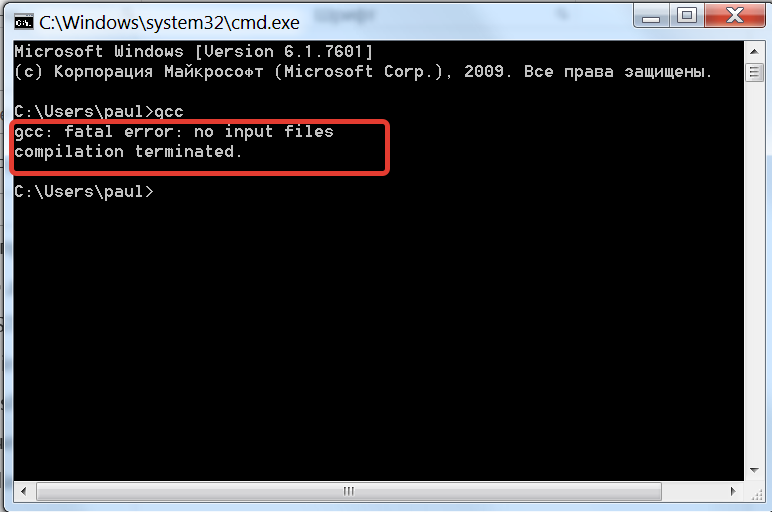 Шрифт
C:\Windows\system32\cmd.exe
Microsoft Windows [Version 6.1.7601]
(c) Корпорация Майкрософт (Microsoft Corp.), 2009. Все права защищены.
C:\Users\paul>gcc
gcc: fatal error: no input files
compilation terminated.
C:\Users\paul>